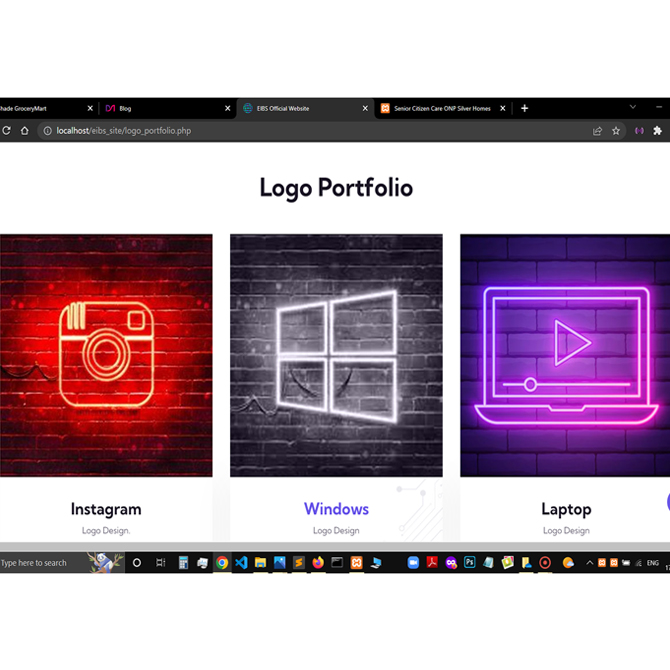 hade GroceryMart
Blog
EIBS Official Website
Senior Citizen Care ONP Silver Homes
localhost/eibs_site/logo_portfolio.php
Logo Portfolio
Instagram
Logo Design.
Windows
Logo Design
Laptop
Logo Design
Type here to search
ENG